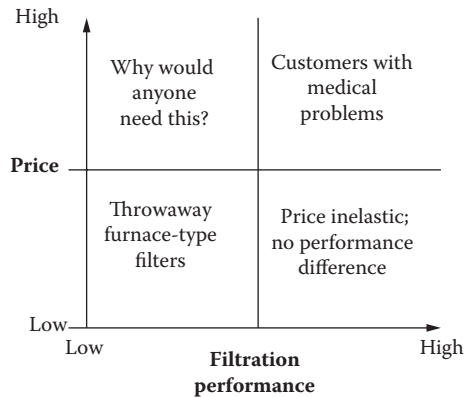 High
Why would
anyone
need this?
Customers with
medical
problems
Price
Throwaway
furnace-type
filters
Price inelastic;
no performance
difference
Low
Low
Filtration
performance
High